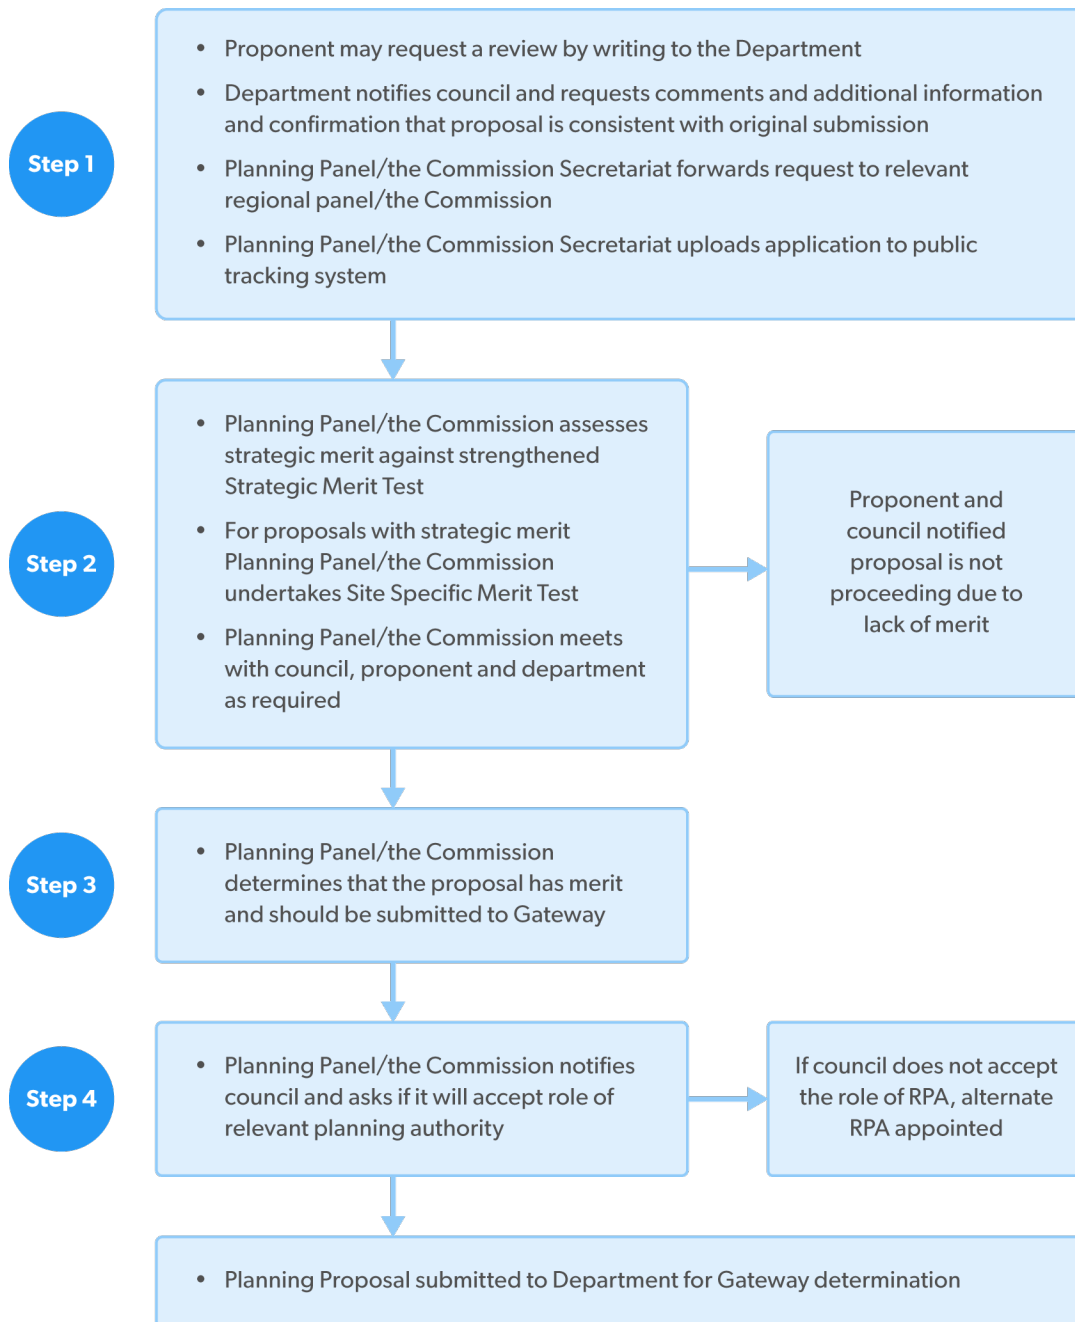 Step 1
• Proponent may request a review by writing to the Department
• Department notifies council and requests comments and additional information
and confirmation that proposal is consistent with original submission
• Planning Panel/the Commission Secretariat forwards request to relevant
regional panel/the Commission
• Planning Panel/the Commission Secretariat uploads application to public
tracking system
Step 2
• Planning Panel/the Commission assesses
strategic merit against strengthened
Strategic Merit Test
• For proposals with strategic merit
Planning Panel/the Commission
undertakes Site Specific Merit Test
• Planning Panel/the Commission meets
with council, proponent and department
as required
Proponent and
council notified
proposal is not
proceeding due to
lack of merit
Step 3
• Planning Panel/the Commission
determines that the proposal has merit
and should be submitted to Gateway
Step 4
• Planning Panel/the Commission notifies
council and asks if it will accept role of
relevant planning authority
If council does not accept
the role of RPA, alternate
RPA appointed
• Planning Proposal submitted to Department for Gateway determination